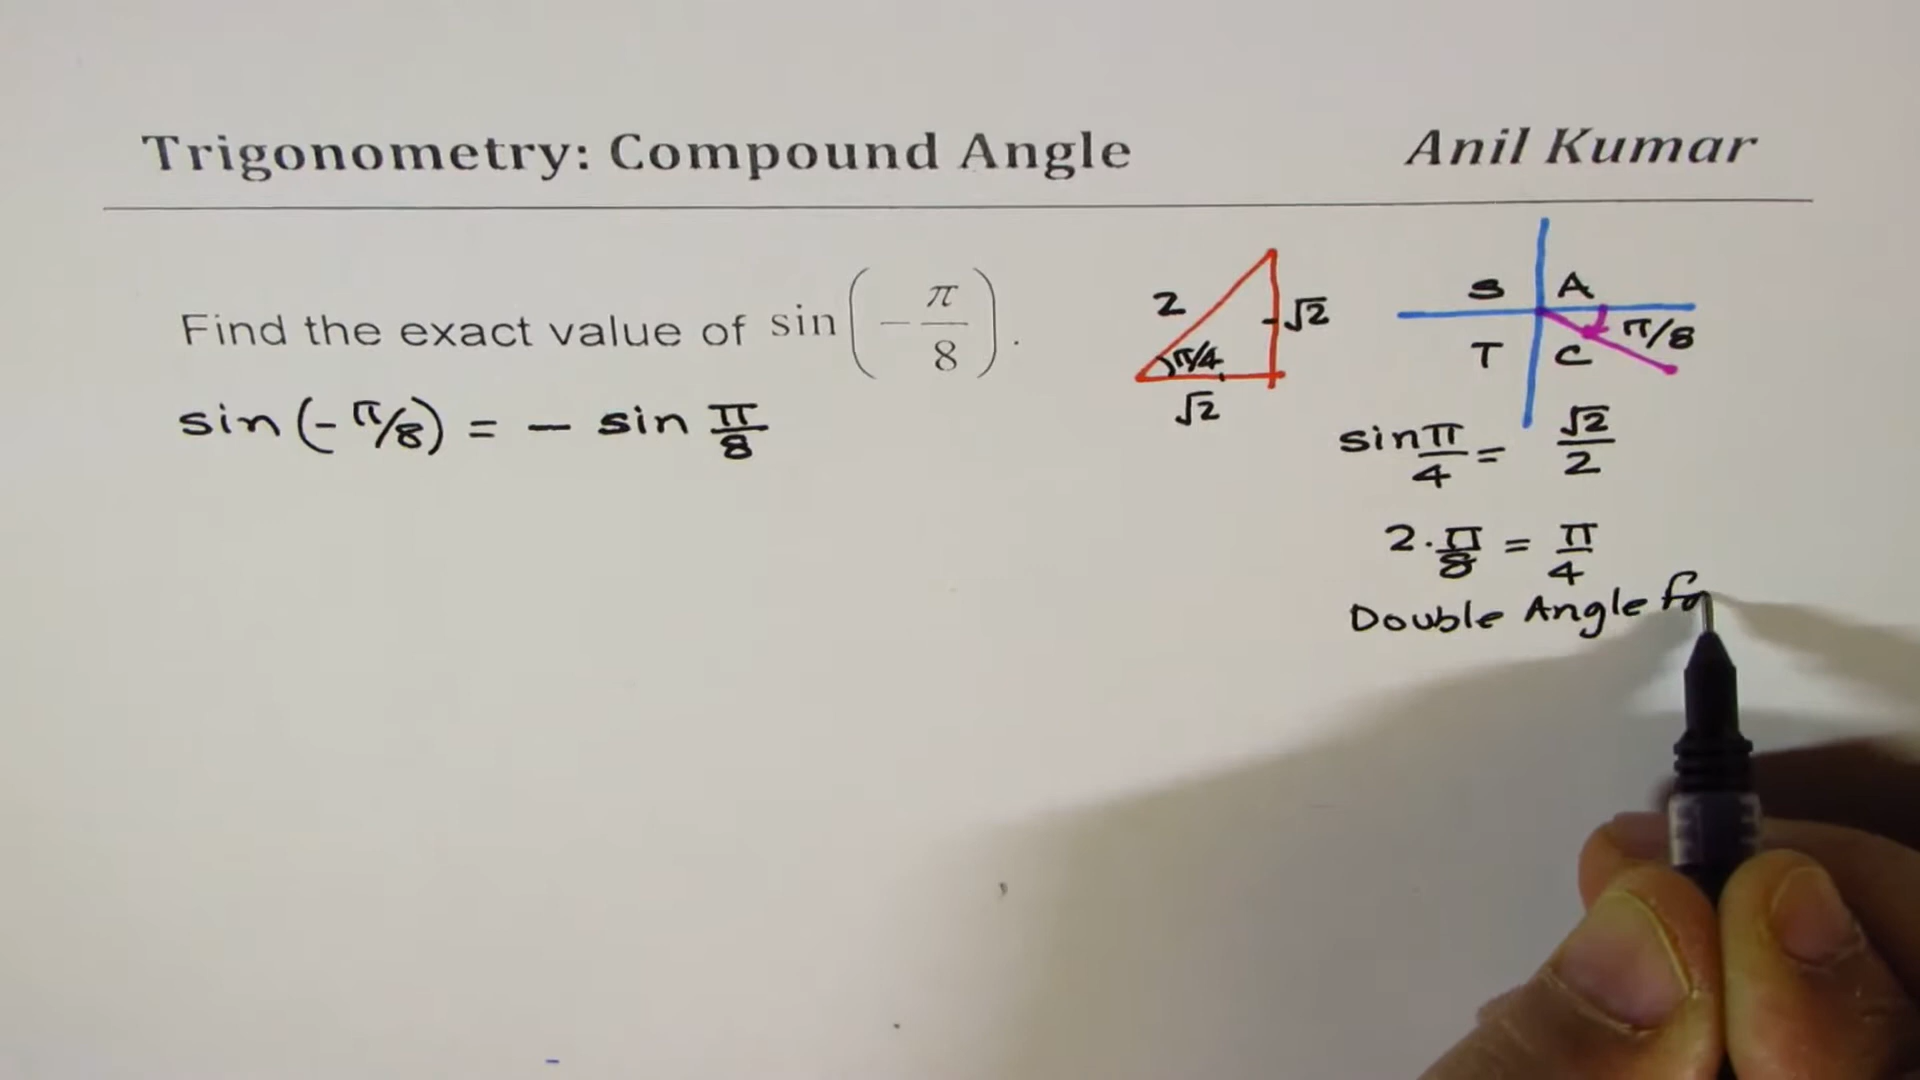 Trigonometry: Compound Angle
Anil Kumar
Find the exact value of sin(-π/8).
sin(-π/8) = - sin π/8
2
√2
π/4
√2
S A
T C
π/8
sin π/4 = √2/2
2·π/8 = π/4
Double Angle fo